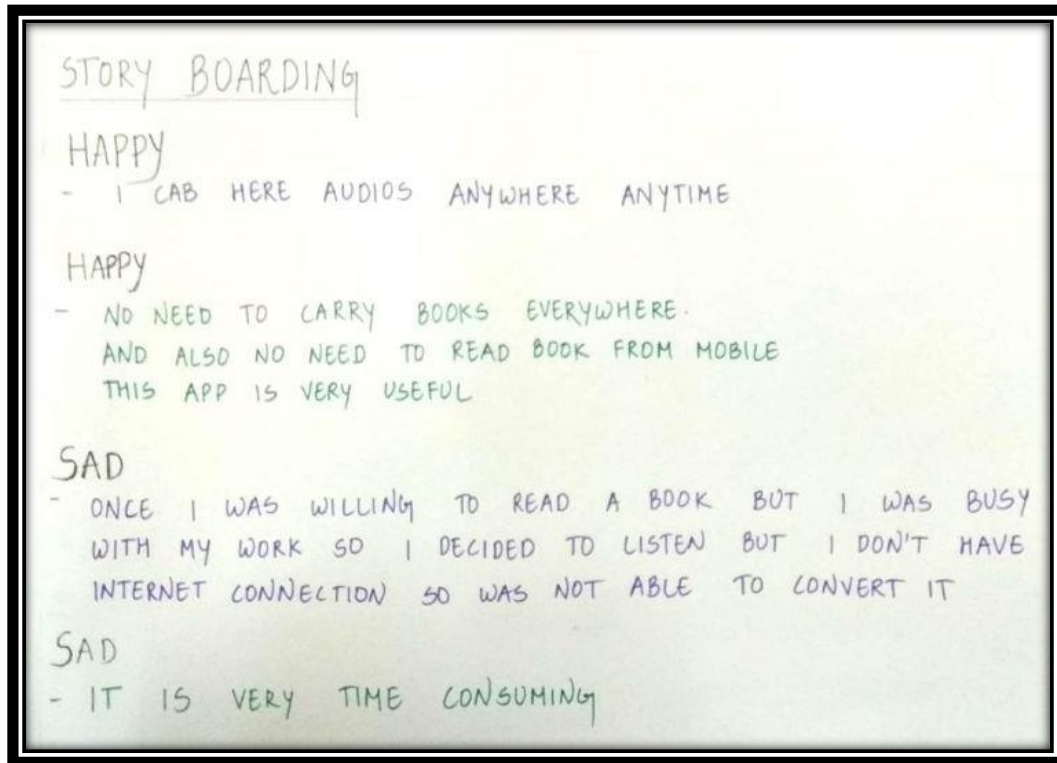 STORY BOARDING
HAPPY
- I CAB HERE AUDIOS ANYWHERE ANYTIME
HAPPY
- NO NEED TO CARRY BOOKS EVERYWHERE.
AND ALSO NO NEED TO READ BOOK FROM MOBILE
THIS APP IS VERY USEFUL
SAD
- ONCE I WAS WILLING TO READ A BOOK BUT I WAS BUSY
WITH MY WORK SO I DECIDED TO LISTEN BUT I DON'T HAVE
INTERNET CONNECTION SO WAS NOT ABLE TO CONVERT IT
SAD
- IT IS VERY TIME CONSUMING